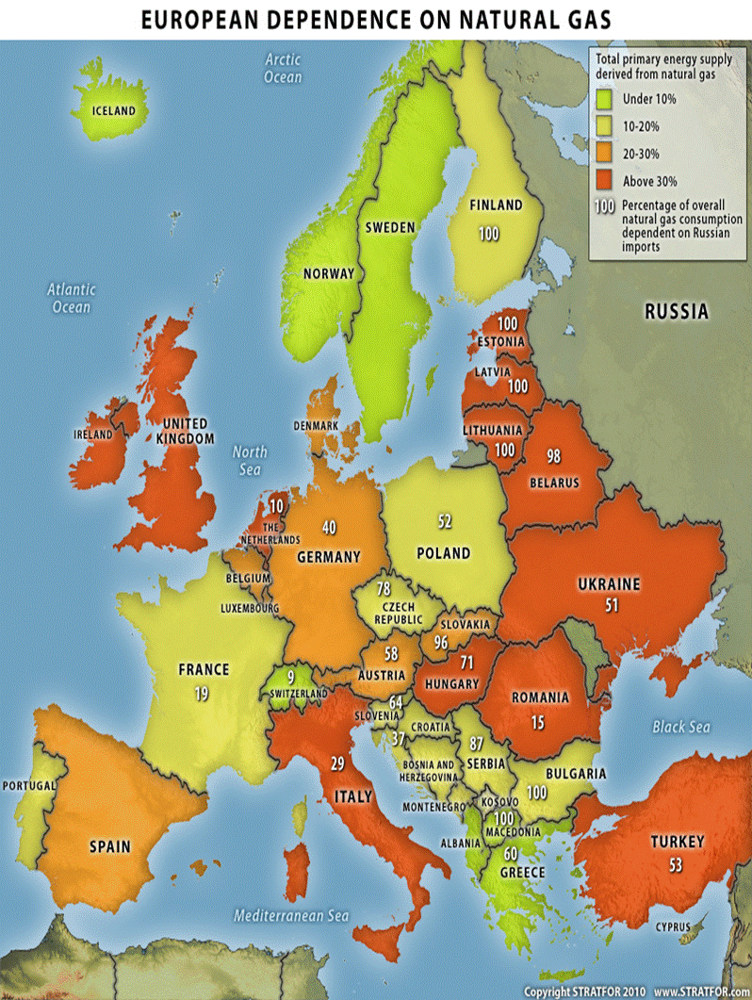 EUROPEAN DEPENDENCE ON NATURAL GAS
Total primary energy supply
derived from natural gas
Under 10%
10-20%
20-30%
Above 30%
100 Percentage of overall
natural gas consumption
dependent on Russian
imports
Arctic
Ocean
ICELAND
FINLAND
100
SWEDEN
NORWAY
Atlantic
Ocean
RUSSIA
100
ESTONIA
LATVIA
100
LITHUANIA
100
IRELAND
UNITED
KINGDOM
DENMARK
North
Sea
98
BELARUS
10
THE
NETHERLANDS
40
GERMANY
52
POLAND
BELGIUM
LUXEMBOURG
78
CZECH
REPUBLIC
UKRAINE
51
SLOVAKIA
96
FRANCE
19
9
SWITZERLAND
58
AUSTRIA
71
HUNGARY
ROMANIA
15
64
SLOVENIA
CROATIA
37
Black Sea
87
SERBIA
BOSNIA AND
HERZEGOVINA
BULGARIA
100
29
ITALY
PORTUGAL
SPAIN
MONTENEGRO
KOSOVO
100
MACEDONIA
ALBANIA
60
GREECE
TURKEY
53
Mediterranean Sea
CYPRUS
Copyright STRATFOR 2010 www.STRATFOR.com